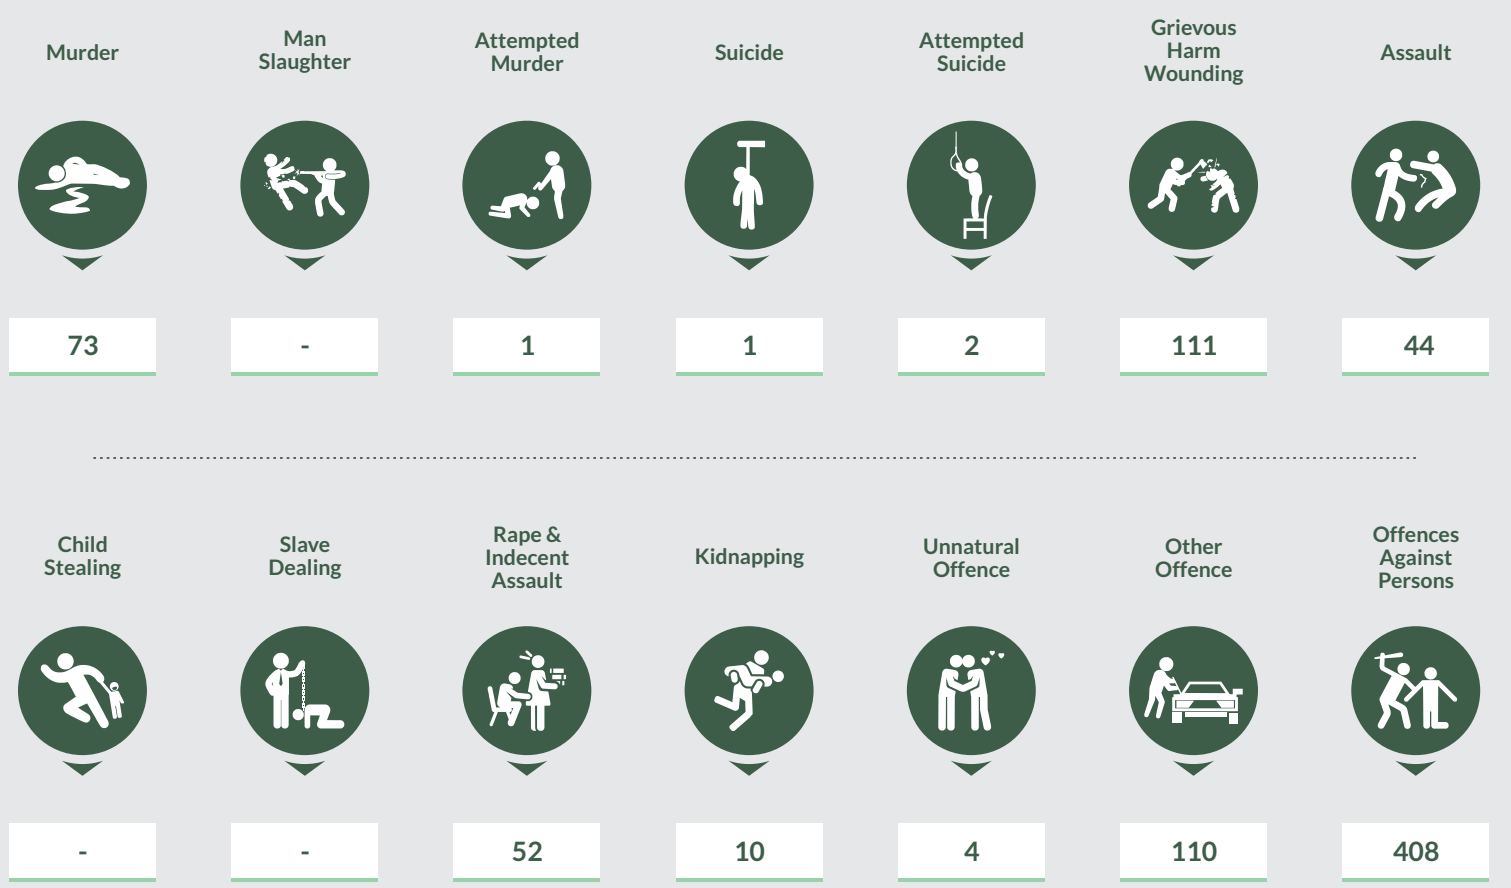 Murder
Man
Slaughter
Attempted
Murder
Suicide
Attempted
Suicide
Grievous
Harm
Wounding
Assault
73
-
1
1
2
111
44
Child
Stealing
Slave
Dealing
Rape &
Indecent
Assault
Kidnapping
Unnatural
Offence
Other
Offence
Offences
Against
Persons
-
-
52
10
4
110
408